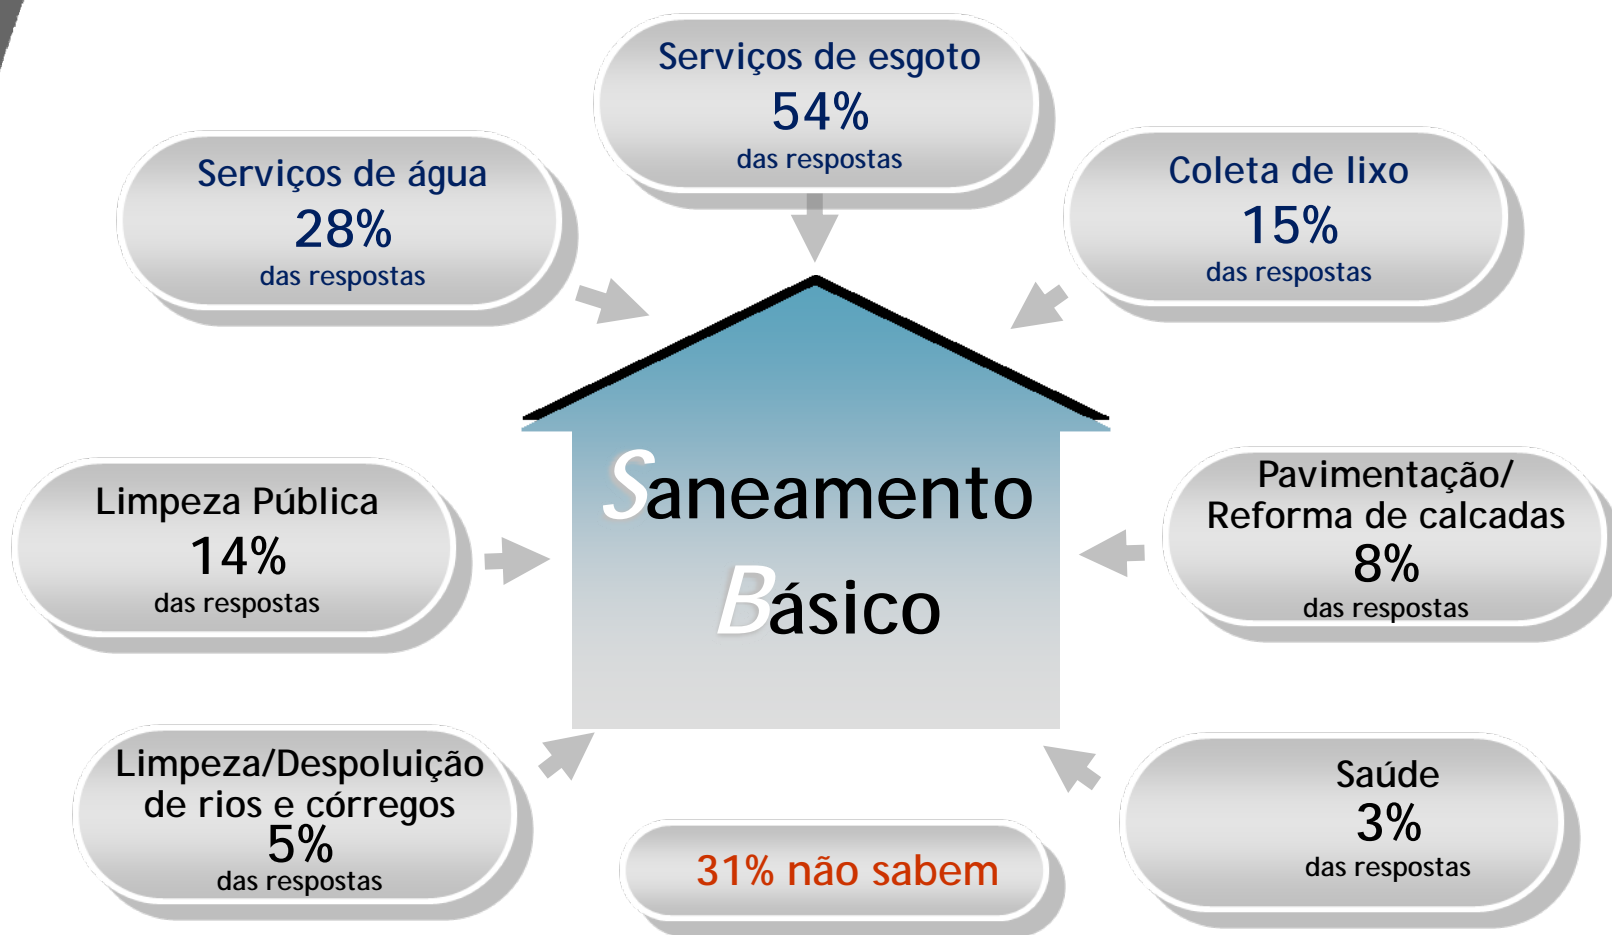 Serviços de esgoto
54%
das respostas
Serviços de água
28%
das respostas
Coleta de lixo
15%
das respostas
Saneamento
Básico
Limpeza Pública
14%
das respostas
Pavimentação/
Reforma de calcadas
8%
das respostas
Limpeza/Despoluição
de rios e córregos
5%
das respostas
31% não sabem
Saúde
3%
das respostas